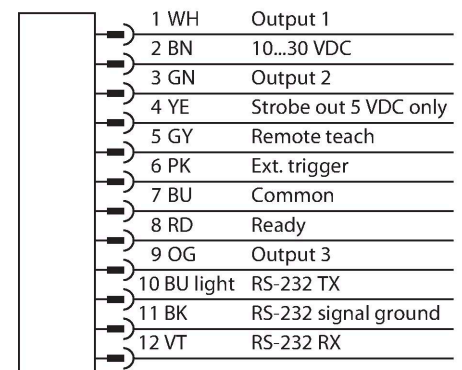 1 WH Output 1
2 BN 10...30 VDC
3 GN Output 2
4 YE Strobe out 5 VDC only
5 GY Remote teach
6 PK Ext. trigger
7 BU Common
8 RD Ready
9 OG Output 3
10 BU light RS-232 TX
11 BK RS-232 signal ground
12 VT RS-232 RX